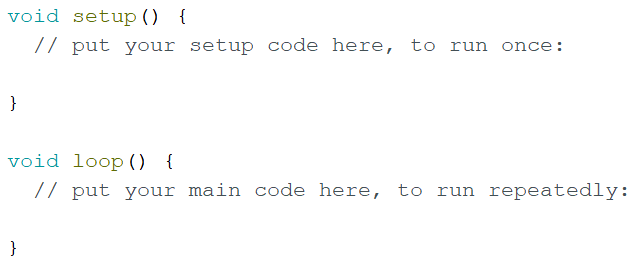 void setup() {
  // put your setup code here, to run once:
}
void loop() {
  // put your main code here, to run repeatedly:
}